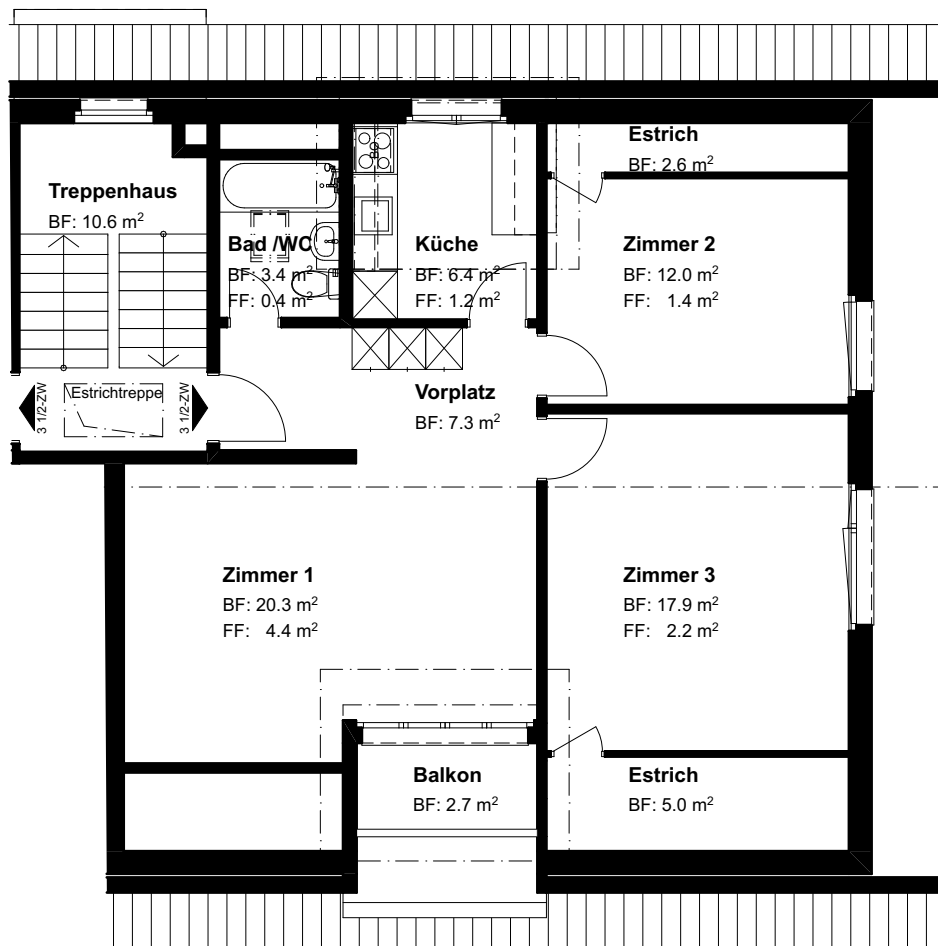 Estrich
BF: 2.6 m²
Treppenhaus
BF: 10.6 m²
Bad /WC
BF: 3.4 m²
FF: 0.4 m²
Küche
BF: 6.4 m²
FF: 1.2 m²
Zimmer 2
BF: 12.0 m²
FF: 1.4 m²
3 1/2-ZW
Estrichtreppe
3 1/2-ZW
Vorplatz
BF: 7.3 m²
Zimmer 1
BF: 20.3 m²
FF: 4.4 m²
Zimmer 3
BF: 17.9 m²
FF: 2.2 m²
Balkon
BF: 2.7 m²
Estrich
BF: 5.0 m²